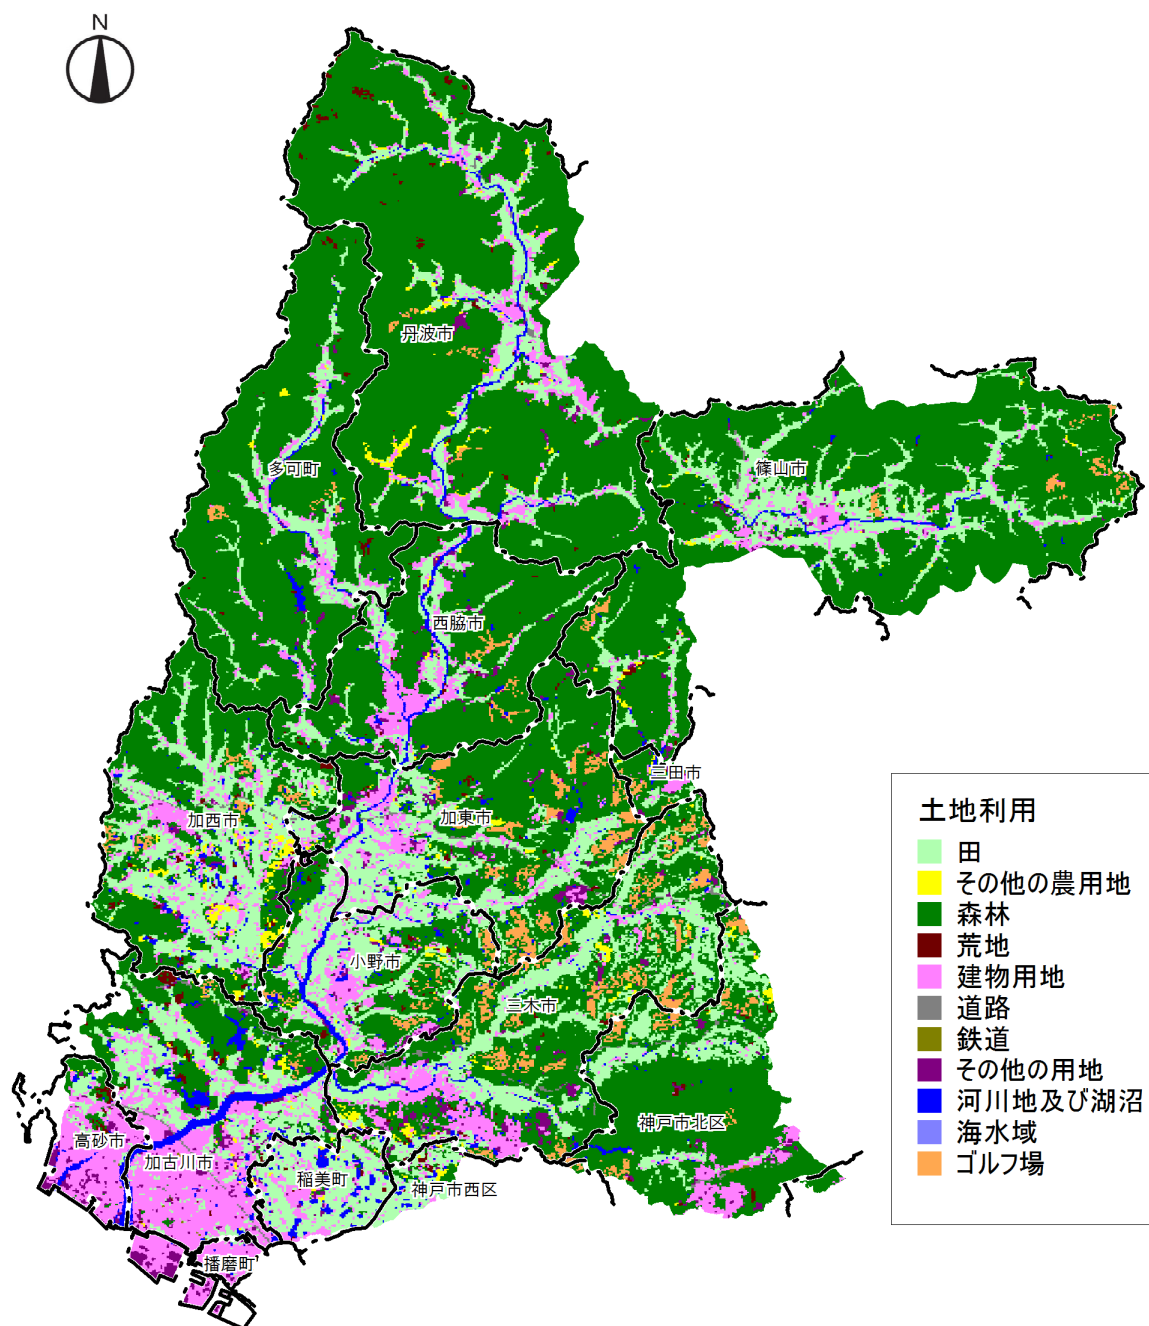 N
丹波市
多可町
篠山市
西脇市
三田市
加西市
加東市
小野市
三木市
神戸市北区
高砂市
加古川市
稲美町
神戸市西区
播磨町
土地利用
田
その他の農用地
森林
荒地
建物用地
道路
鉄道
その他の用地
河川地及び湖沼
海水域
ゴルフ場